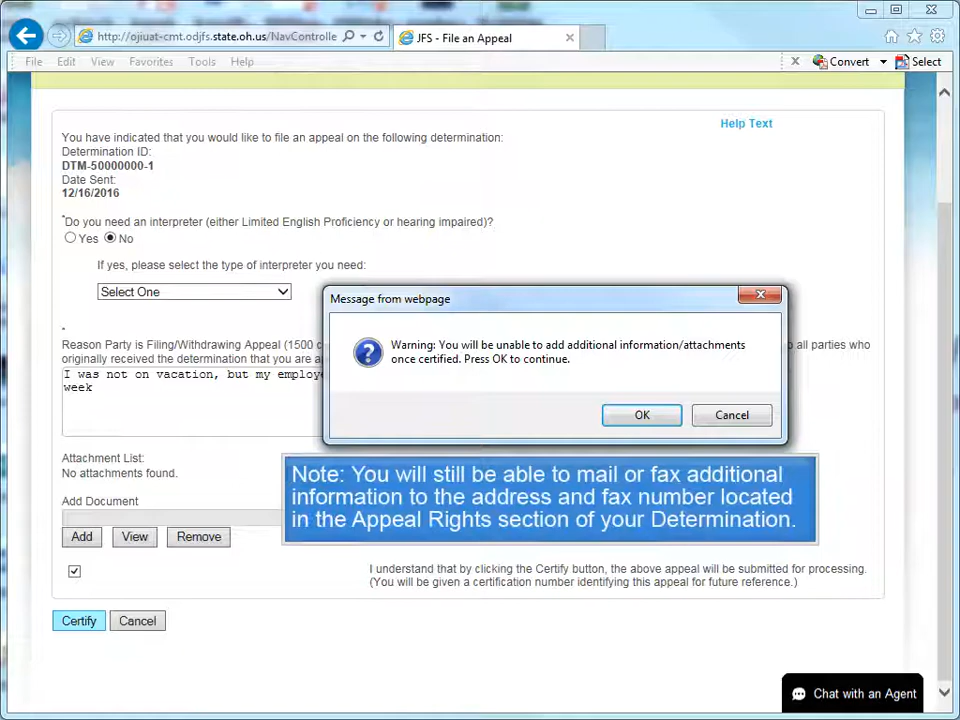 http://ojiuat-cmt.odjfs.state.oh.us/NavControlle
JFS - File an Appeal
File Edit View Favorites Tools Help
x Convert Select
You have indicated that you would like to file an appeal on the following determination:
Help Text
Determination ID:
DTM-50000000-1
Date Sent:
12/16/2016
*Do you need an interpreter (either Limited English Proficiency or hearing impaired)?
Yes No
If yes, please select the type of interpreter you need:
Select One
Message from webpage
Warning: You will be unable to add additional information/attachments
once certified. Press OK to continue.
OK Cancel
*
Reason Party is Filing/Withdrawing Appeal (1500 all parties who
originally received the determination that you are
I was not on vacation, but my
week
Attachment List:
No attachments found.
Note: You will still be able to mail or fax additional
information to the address and fax number located
in the Appeal Rights section of your Determination.
Add Document
Add View Remove
I understand that by clicking the Certify button, the above appeal will be submitted for processing.
(You will be given a certification number identifying this appeal for future reference.)
Certify Cancel
Chat with an Agent